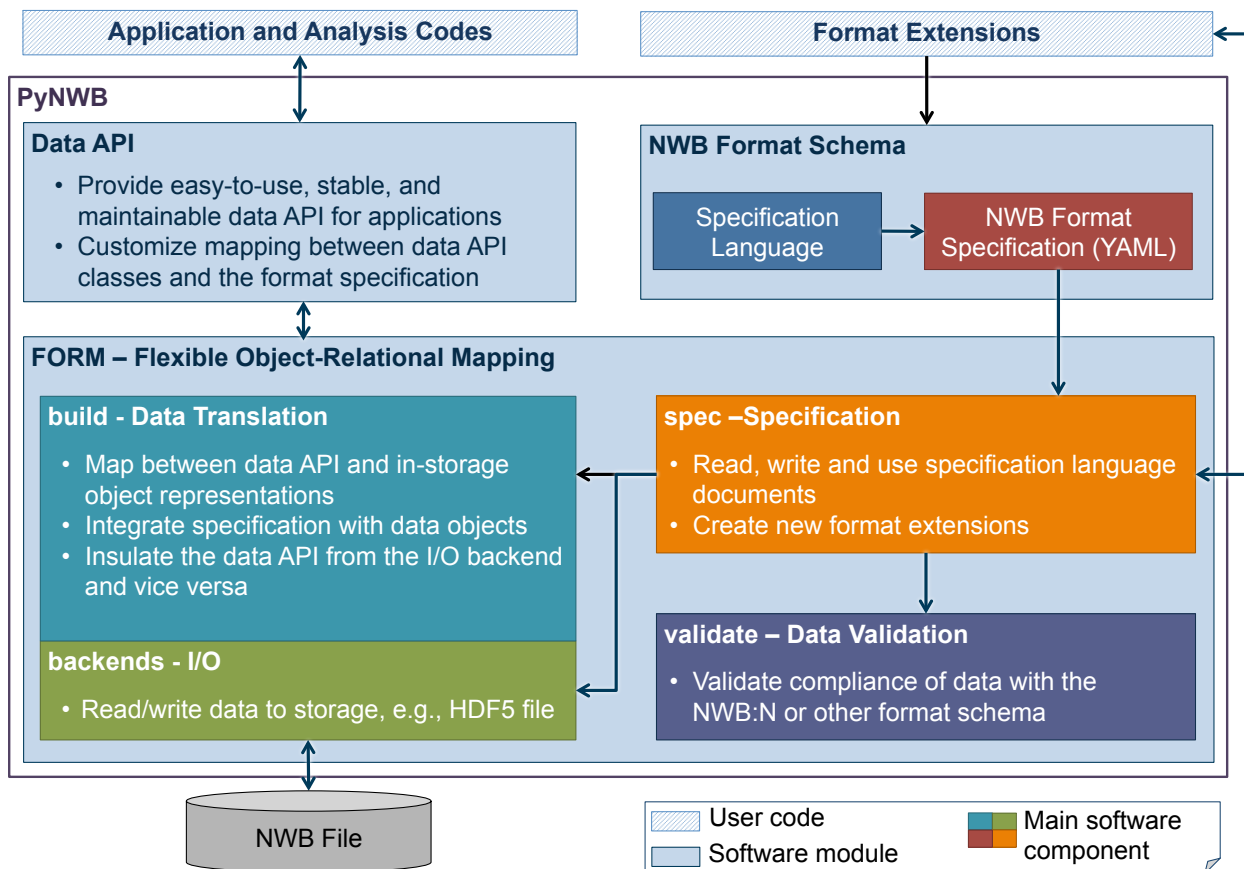 Application and Analysis Codes
Format Extensions
PyNWB
Data API
• Provide easy-to-use, stable, and
maintainable data API for applications
• Customize mapping between data API
classes and the format specification
NWB Format Schema
Specification
Language
NWB Format
Specification (YAML)
FORM – Flexible Object-Relational Mapping
build - Data Translation
• Map between data API and in-storage
object representations
• Integrate specification with data objects
• Insulate the data API from the I/O backend
and vice versa
backends - I/O
• Read/write data to storage, e.g., HDF5 file
spec –Specification
• Read, write and use specification language
documents
• Create new format extensions
validate – Data Validation
• Validate compliance of data with the
NWB:N or other format schema
NWB File
User code
Software module
Main software
component